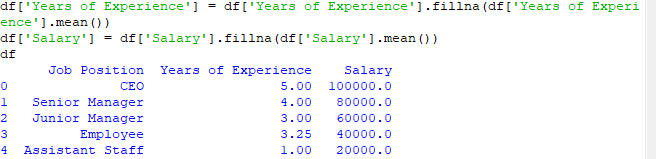 df['Years of Experience'] = df['Years of Experience'].fillna(df['Years of Experi
ence'].mean())
df['Salary'] = df['Salary'].fillna(df['Salary'].mean())
df
Job Position  Years of Experience    Salary
0               CEO                 5.00  100000.0
1    Senior Manager                 4.00   80000.0
2    Junior Manager                 3.00   60000.0
3          Employee                 3.25   40000.0
4   Assistant Staff                 1.00   20000.0